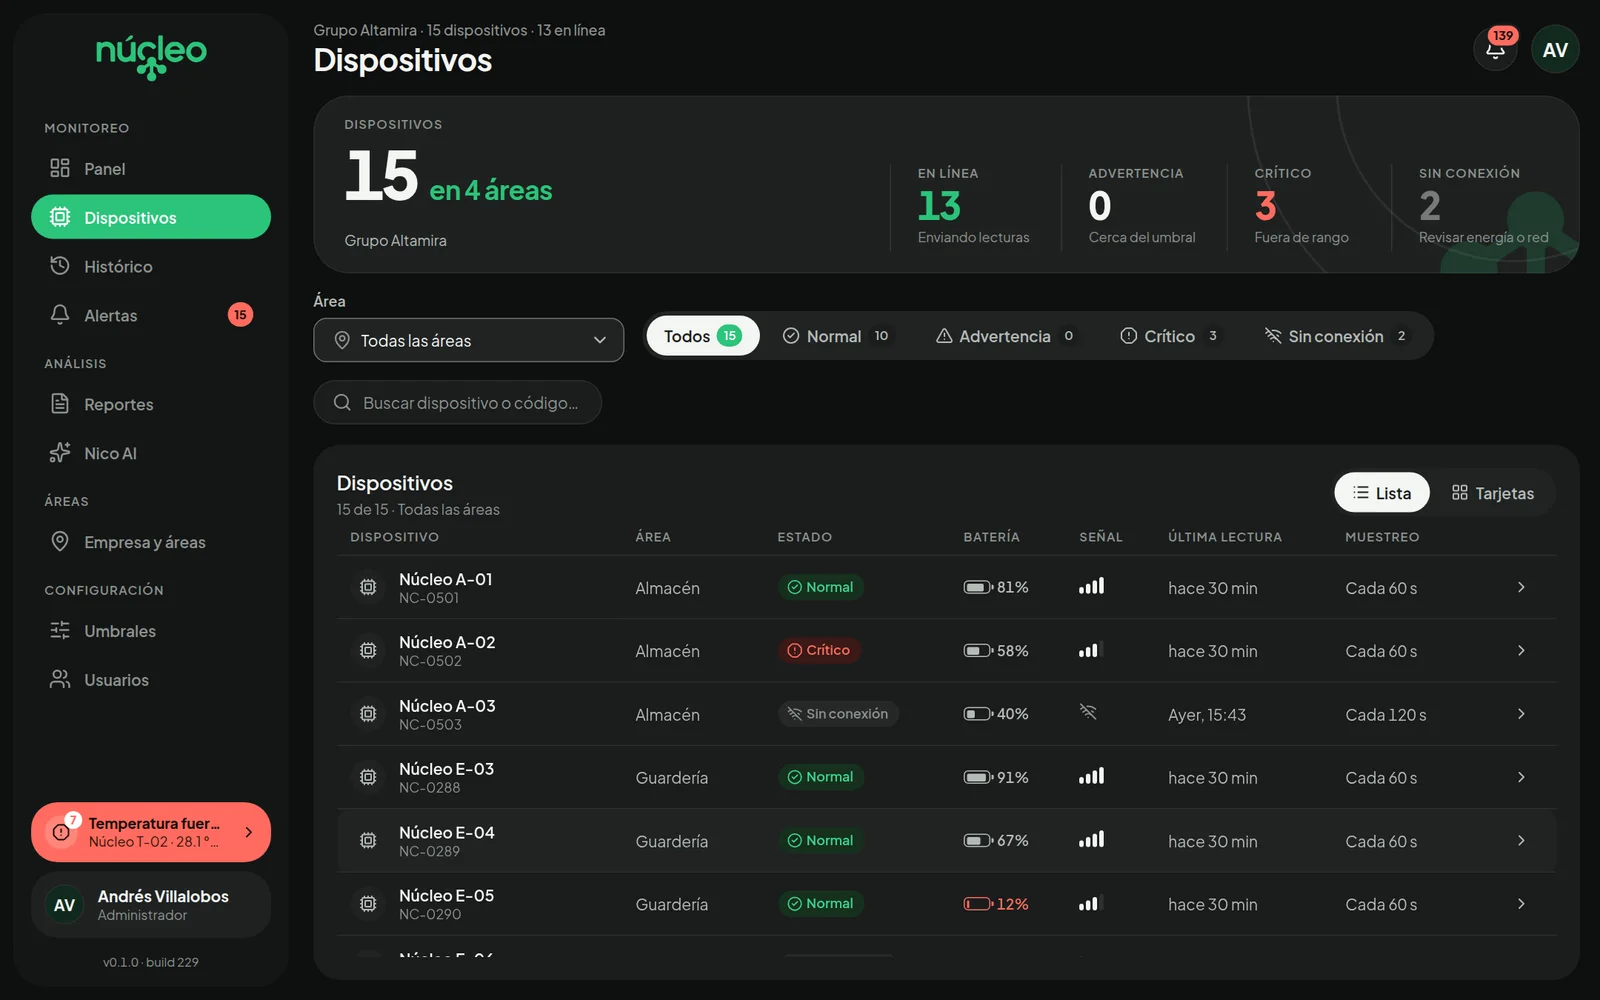 núcleo
MONITOREO
Panel
Dispositivos
Histórico
Alertas 15
ANÁLISIS
Reportes
Nico AI
ÁREAS
Empresa y áreas
CONFIGURACIÓN
Umbrales
Usuarios
7
Temperatura fuer...
Núcleo T-02 · 28.1 °...
AV
Andrés Villalobos
Administrador
v0.1.0 · build 229
Grupo Altamira · 15 dispositivos · 13 en línea
Dispositivos
139
AV
DISPOSITIVOS
15 en 4 áreas
Grupo Altamira
EN LÍNEA
13
Enviando lecturas
ADVERTENCIA
0
Cerca del umbral
CRÍTICO
3
Fuera de rango
SIN CONEXIÓN
2
Revisar energía o red
Área
Todas las áreas
Todos 15
Normal 10
Advertencia 0
Crítico 3
Sin conexión 2
Buscar dispositivo o código...
Dispositivos
15 de 15 · Todas las áreas
Lista
Tarjetas
DISPOSITIVO ÁREA ESTADO BATERÍA SEÑAL ÚLTIMA LECTURA MUESTREO
Núcleo A-01
NC-0501
Almacén Normal 81% hace 30 min Cada 60 s
Núcleo A-02
NC-0502
Almacén Crítico 58% hace 30 min Cada 60 s
Núcleo A-03
NC-0503
Almacén Sin conexión 40% Ayer, 15:43 Cada 120 s
Núcleo E-03
NC-0288
Guardería Normal 91% hace 30 min Cada 60 s
Núcleo E-04
NC-0289
Guardería Normal 67% hace 30 min Cada 60 s
Núcleo E-05
NC-0290
Guardería Normal 12% hace 30 min Cada 60 s